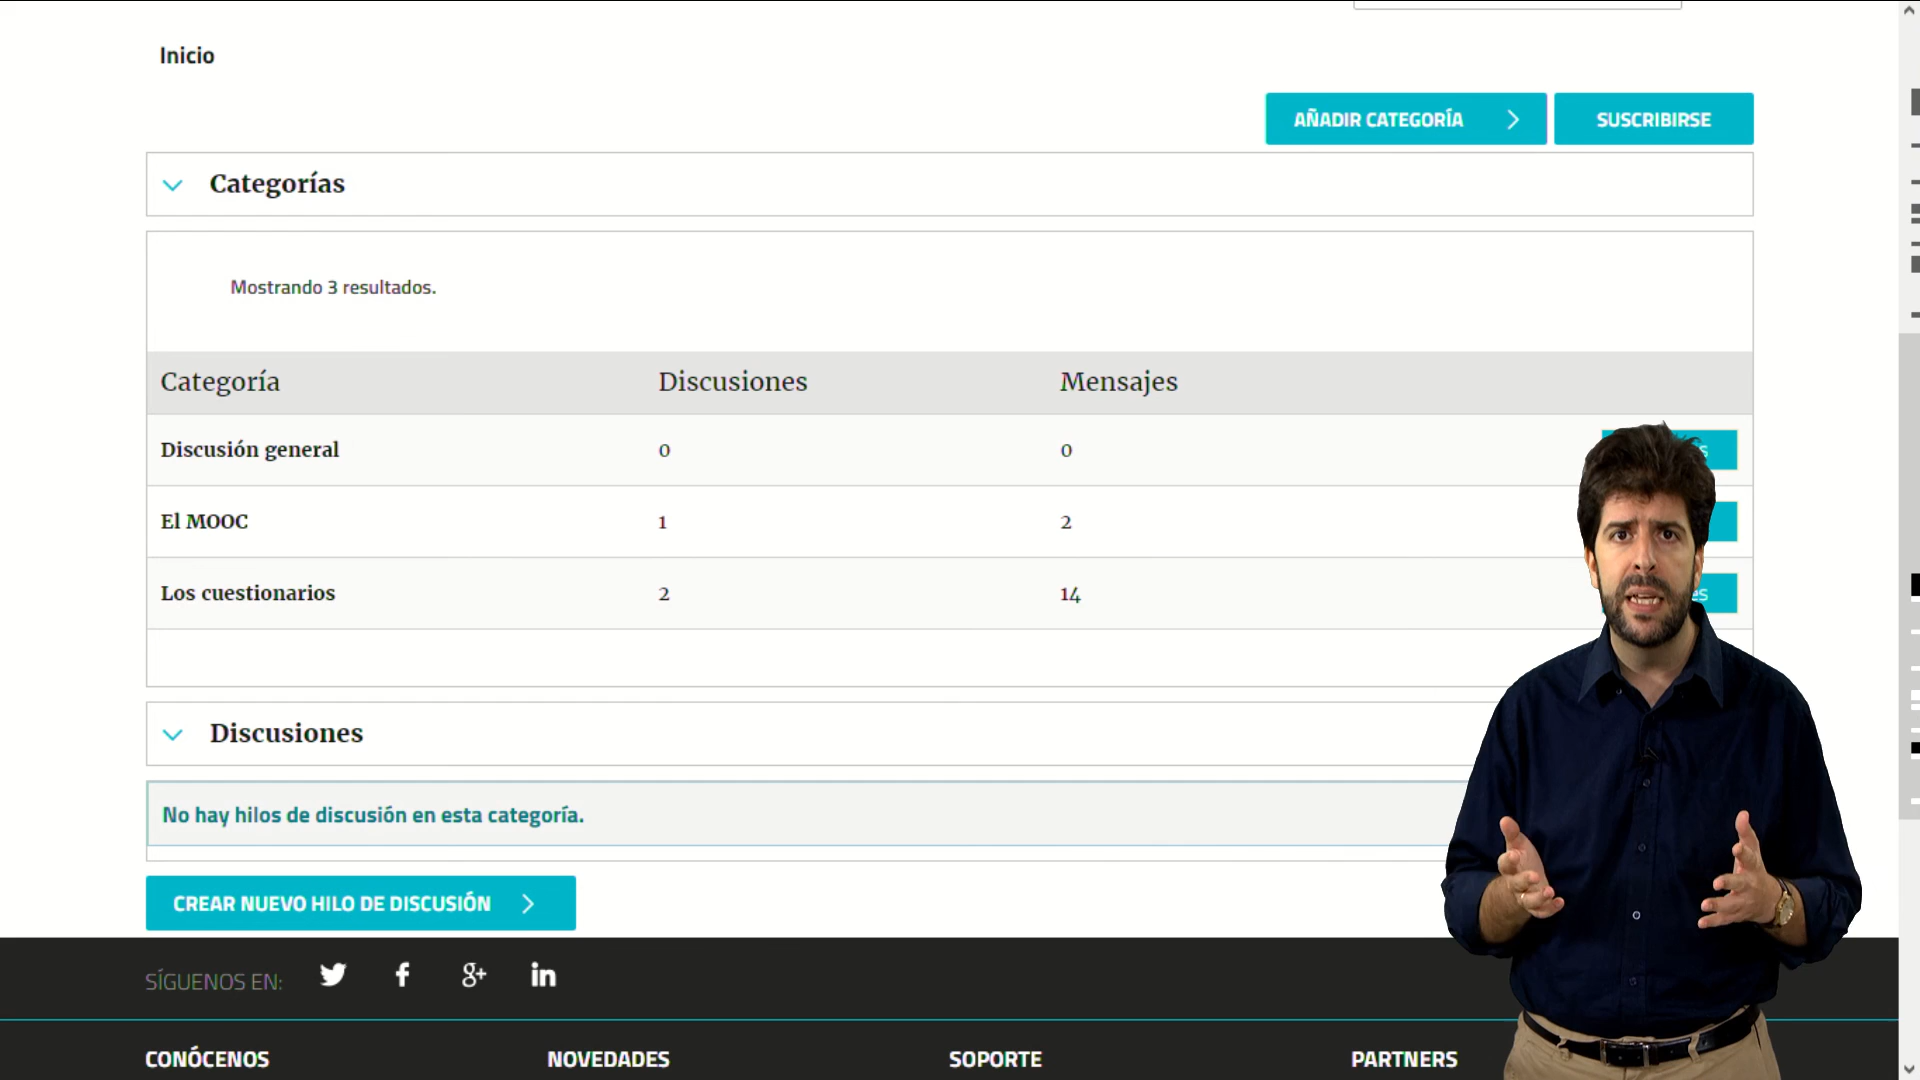 Inicio
AÑADIR CATEGORÍA
SUSCRIBIRSE
Categorías
Mostrando 3 resultados.
Categoría Discusiones Mensajes
Discusión general 0 0
El MOOC 1 2
Los cuestionarios 2 14
Discusiones
No hay hilos de discusión en esta categoría.
CREAR NUEVO HILO DE DISCUSIÓN
SÍGUENOS EN:
CONÓCENOS NOVEDADES SOPORTE PARTNERS